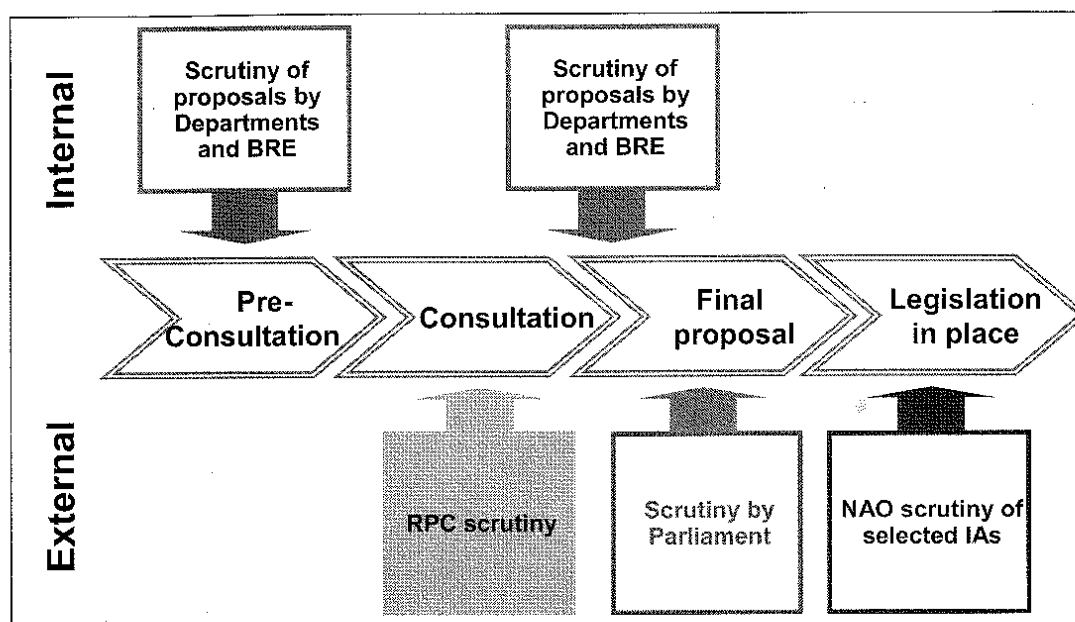 Internal
Scrutiny of
proposals by
Departments
and BRE
Scrutiny of
proposals by
Departments
and BRE
Pre-
Consultation
Consultation
Final
proposal
Legislation
in place
External
RPC scrutiny
Scrutiny by
Parliament
NAO scrutiny of
selected IAs